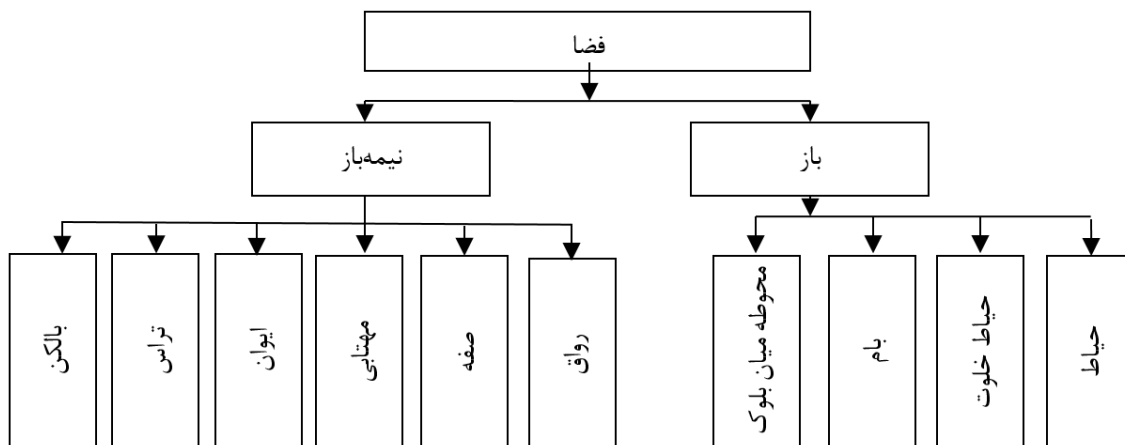 فضا
باز
نیمه‌باز
حیاط
حیاط خلوت
بام
محوطه میان بلوک
رواق
صفه
مهتابی
ایوان
تراس
بالکن